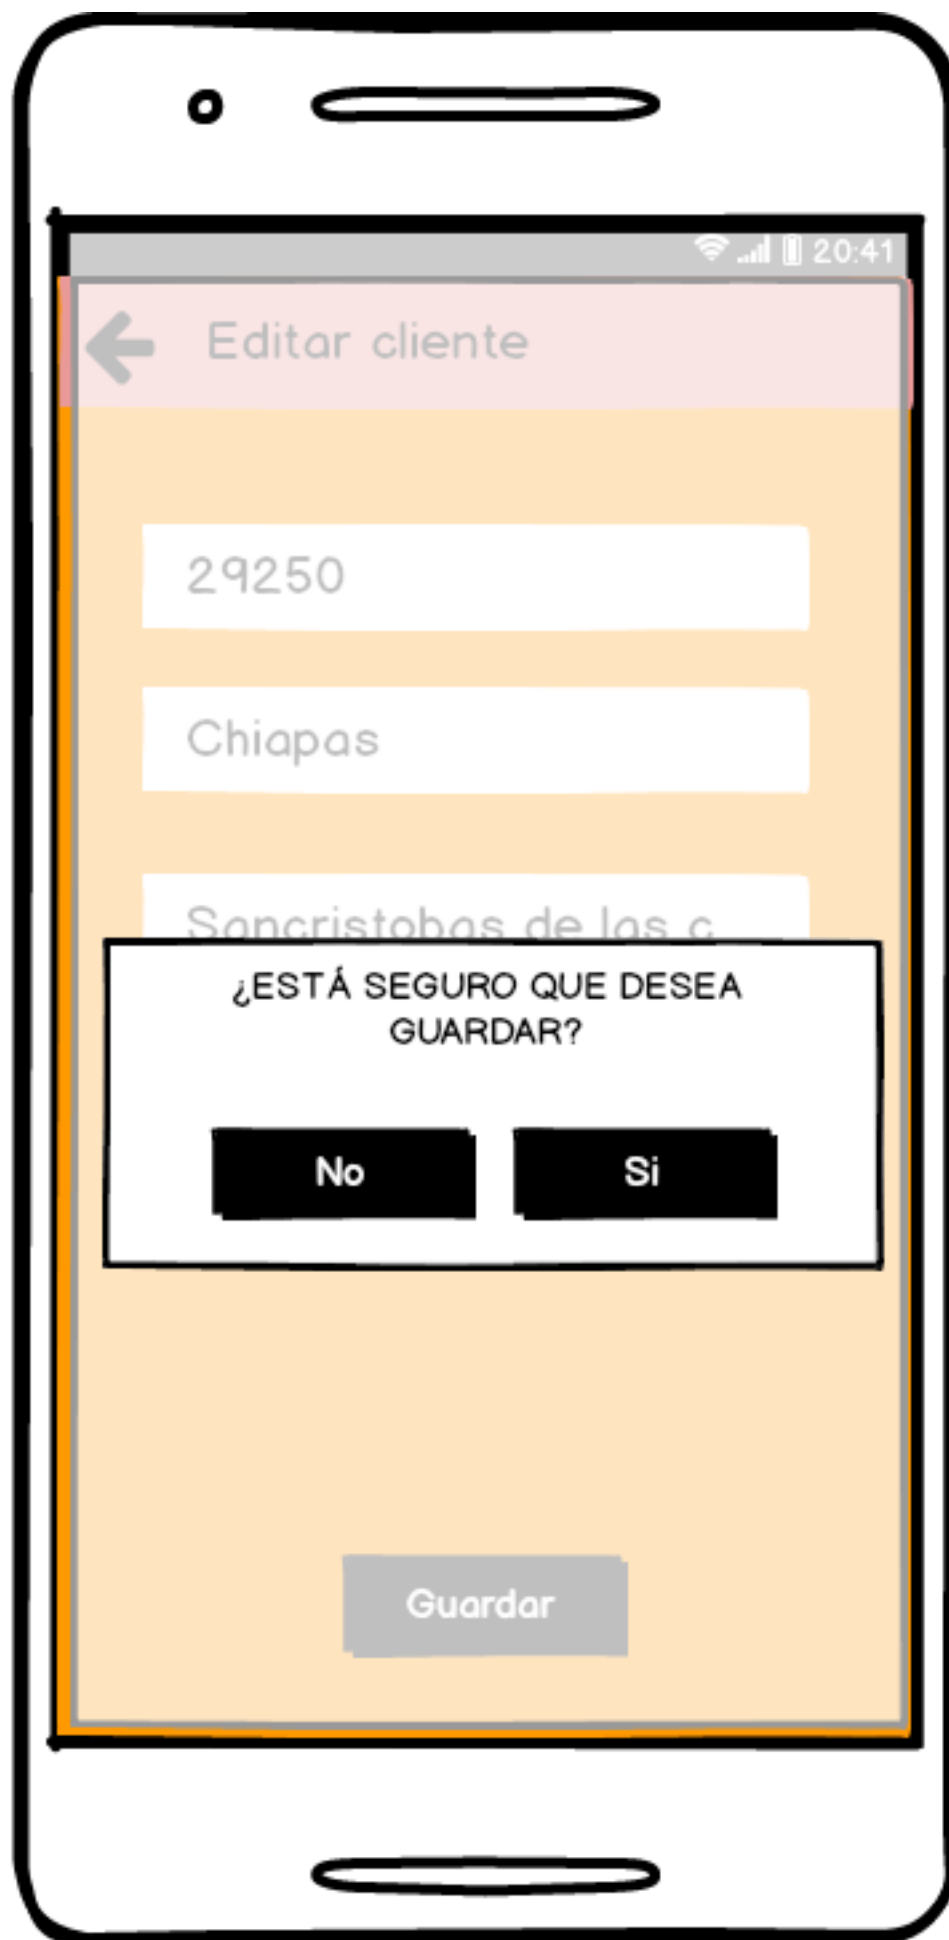 20:41
Editar cliente
29250
Chiapas
Sancristobas de las c
¿ESTÁ SEGURO QUE DESEA
GUARDAR?
No Si
Guardar